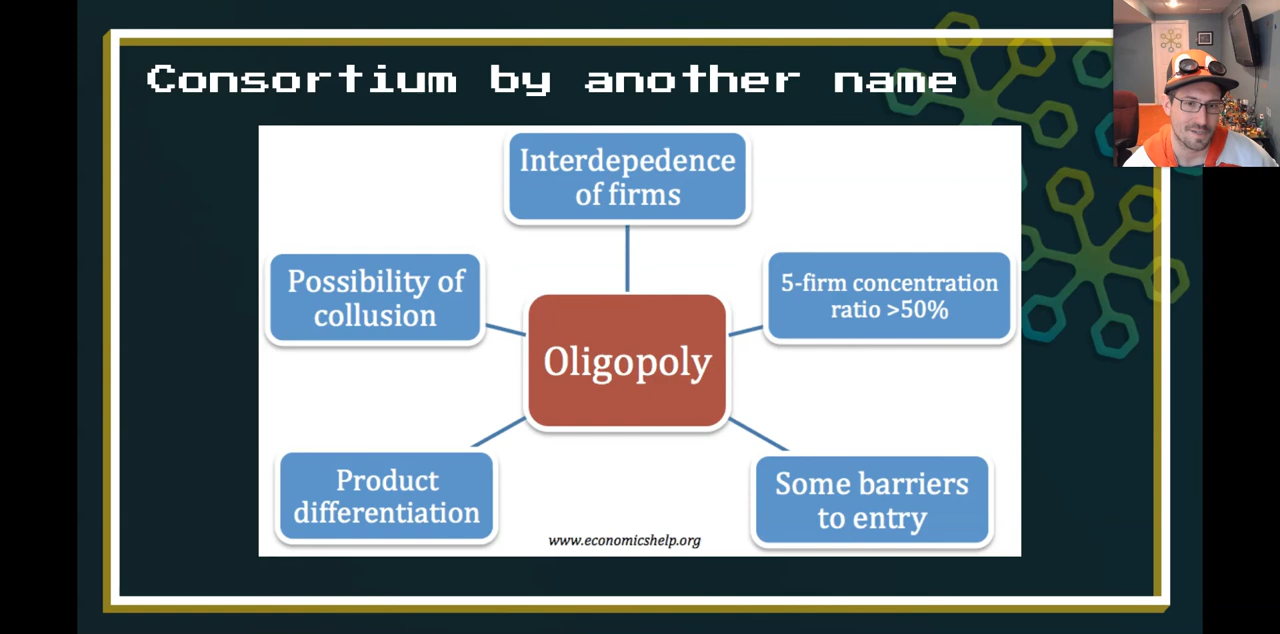 Consortium by another name
Interdepedence
of firms
Possibility of
collusion
5-firm concentration
ratio >50%
Oligopoly
Product
differentiation
Some barriers
to entry
www.economicshelp.org